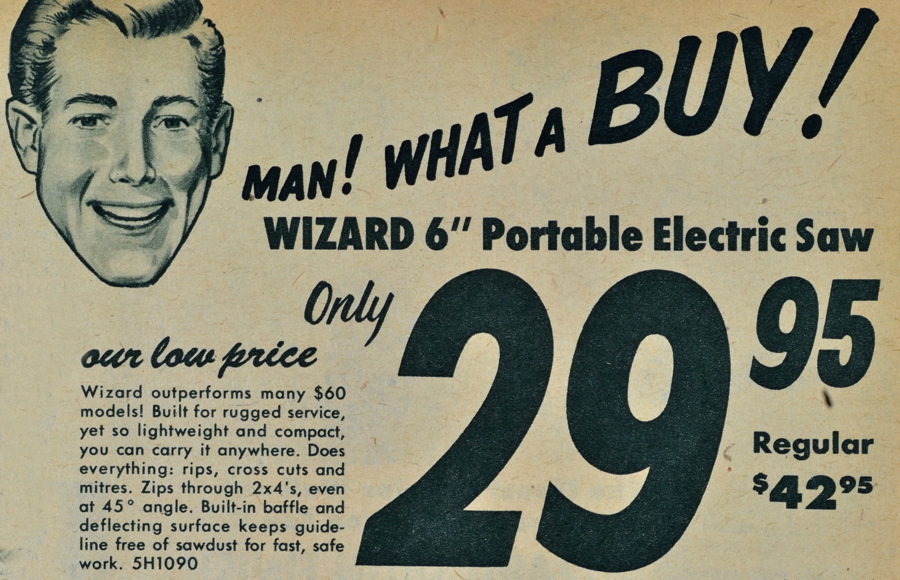 MAN! WHAT A BUY!
WIZARD 6" Portable Electric Saw
Only
29 95
our low price
Regular
$42 95
Wizard outperforms many $60
models! Built for rugged service,
yet so lightweight and compact,
you can carry it anywhere. Does
everything: rips, cross cuts and
mitres. Zips through 2x4's, even
at 45° angle. Built-in baffle and
deflecting surface keeps guide-
line free of sawdust for fast, safe
work. 5H1090